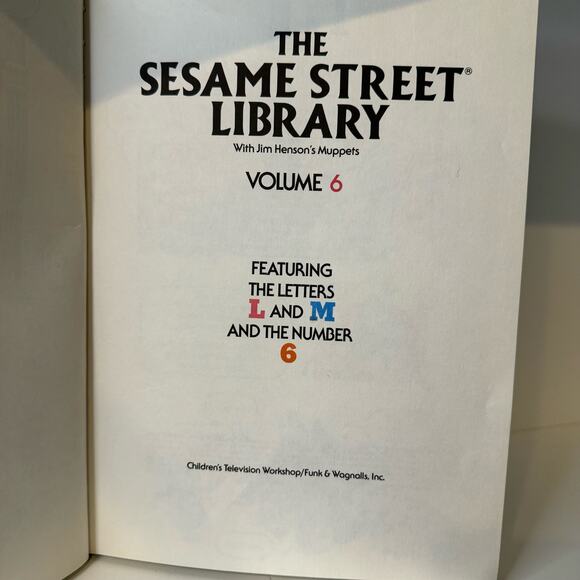 THE
SESAME STREET®
LIBRARY
With Jim Henson's Muppets
VOLUME 6
FEATURING
THE LETTERS
L AND M
AND THE NUMBER
6
Children's Television Workshop/Funk & Wagnalls, Inc.